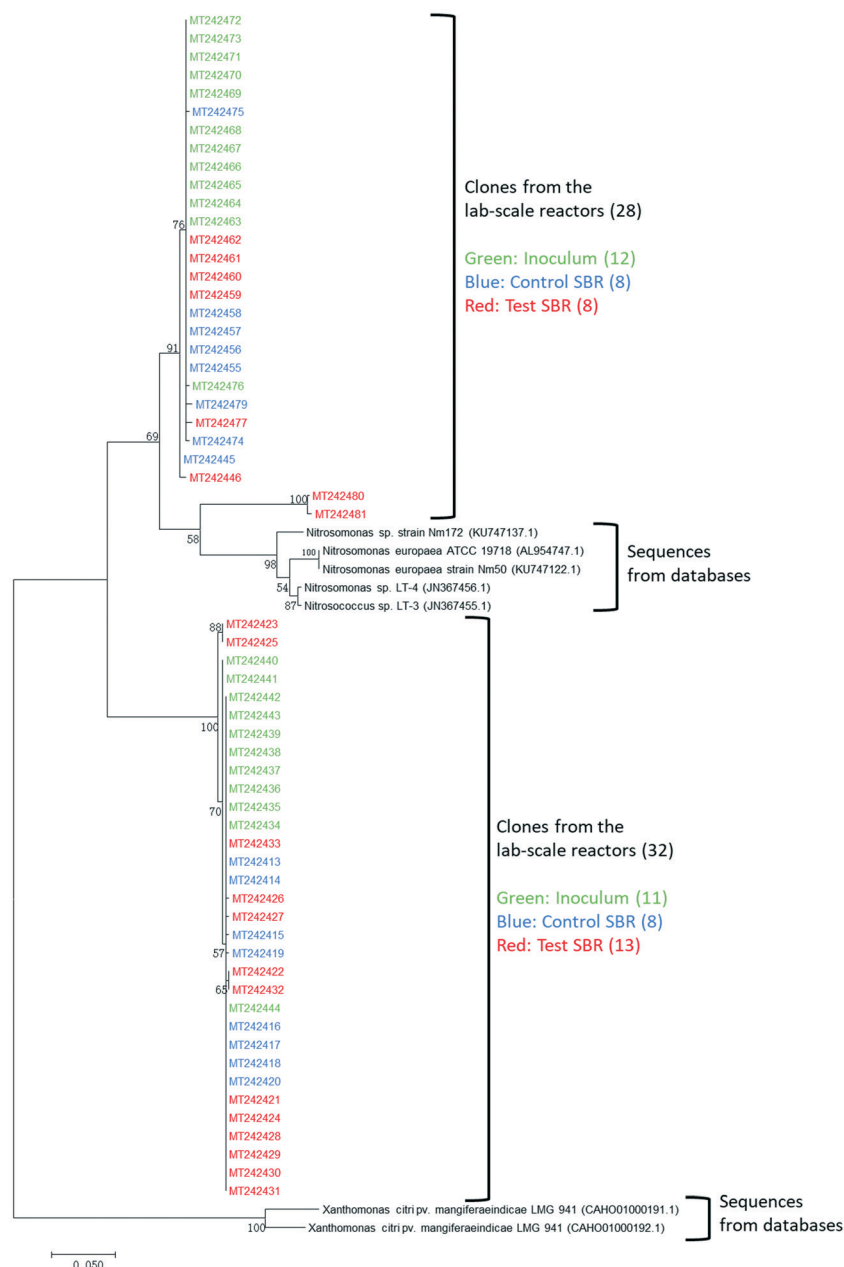 MT242472
MT242473
MT242471
MT242470
MT242469
MT242475
MT242468
MT242467
MT242466
MT242465
MT242464
MT242463
76
MT242462
MT242461
MT242460
MT242459
MT242458
MT242457
MT242456
91
MT242455
MT242476
MT242479
MT242477
69
MT242474
MT242445
MT242446
Clones from the
lab-scale reactors (28)
Green: Inoculum (12)
Blue: Control SBR (8)
Red: Test SBR (8)
100
MT242480
MT242481
58
Nitrosomonas sp. strain Nm172 (KU747137.1)
100
Nitrosomonas europaea ATCC 19718 (AL954747.1)
98
Nitrosomonas europaea strain Nm50 (KU747122.1)
54
Nitrosomonas sp. LT-4 (JN367456.1)
87
Nitrosococcus sp. LT-3 (JN367455.1)
Sequences
from databases
88
MT242423
MT242425
MT242440
MT242441
MT242442
MT242443
100
MT242439
MT242438
MT242437
MT242436
70
MT242435
MT242434
MT242433
MT242413
MT242414
MT242426
MT242427
MT242415
57
MT242419
MT242422
65
MT242432
MT242444
MT242416
MT242417
MT242418
MT242420
MT242421
MT242424
MT242428
MT242429
MT242430
MT242431
Clones from the
lab-scale reactors (32)
Green: Inoculum (11)
Blue: Control SBR (8)
Red: Test SBR (13)
Xanthomonas citri pv. mangiferaeindicae LMG 941 (CAHO01000191.1)
100
Xanthomonas citri pv. mangiferaeindicae LMG 941 (CAHO01000192.1)
Sequences
from databases
0.050